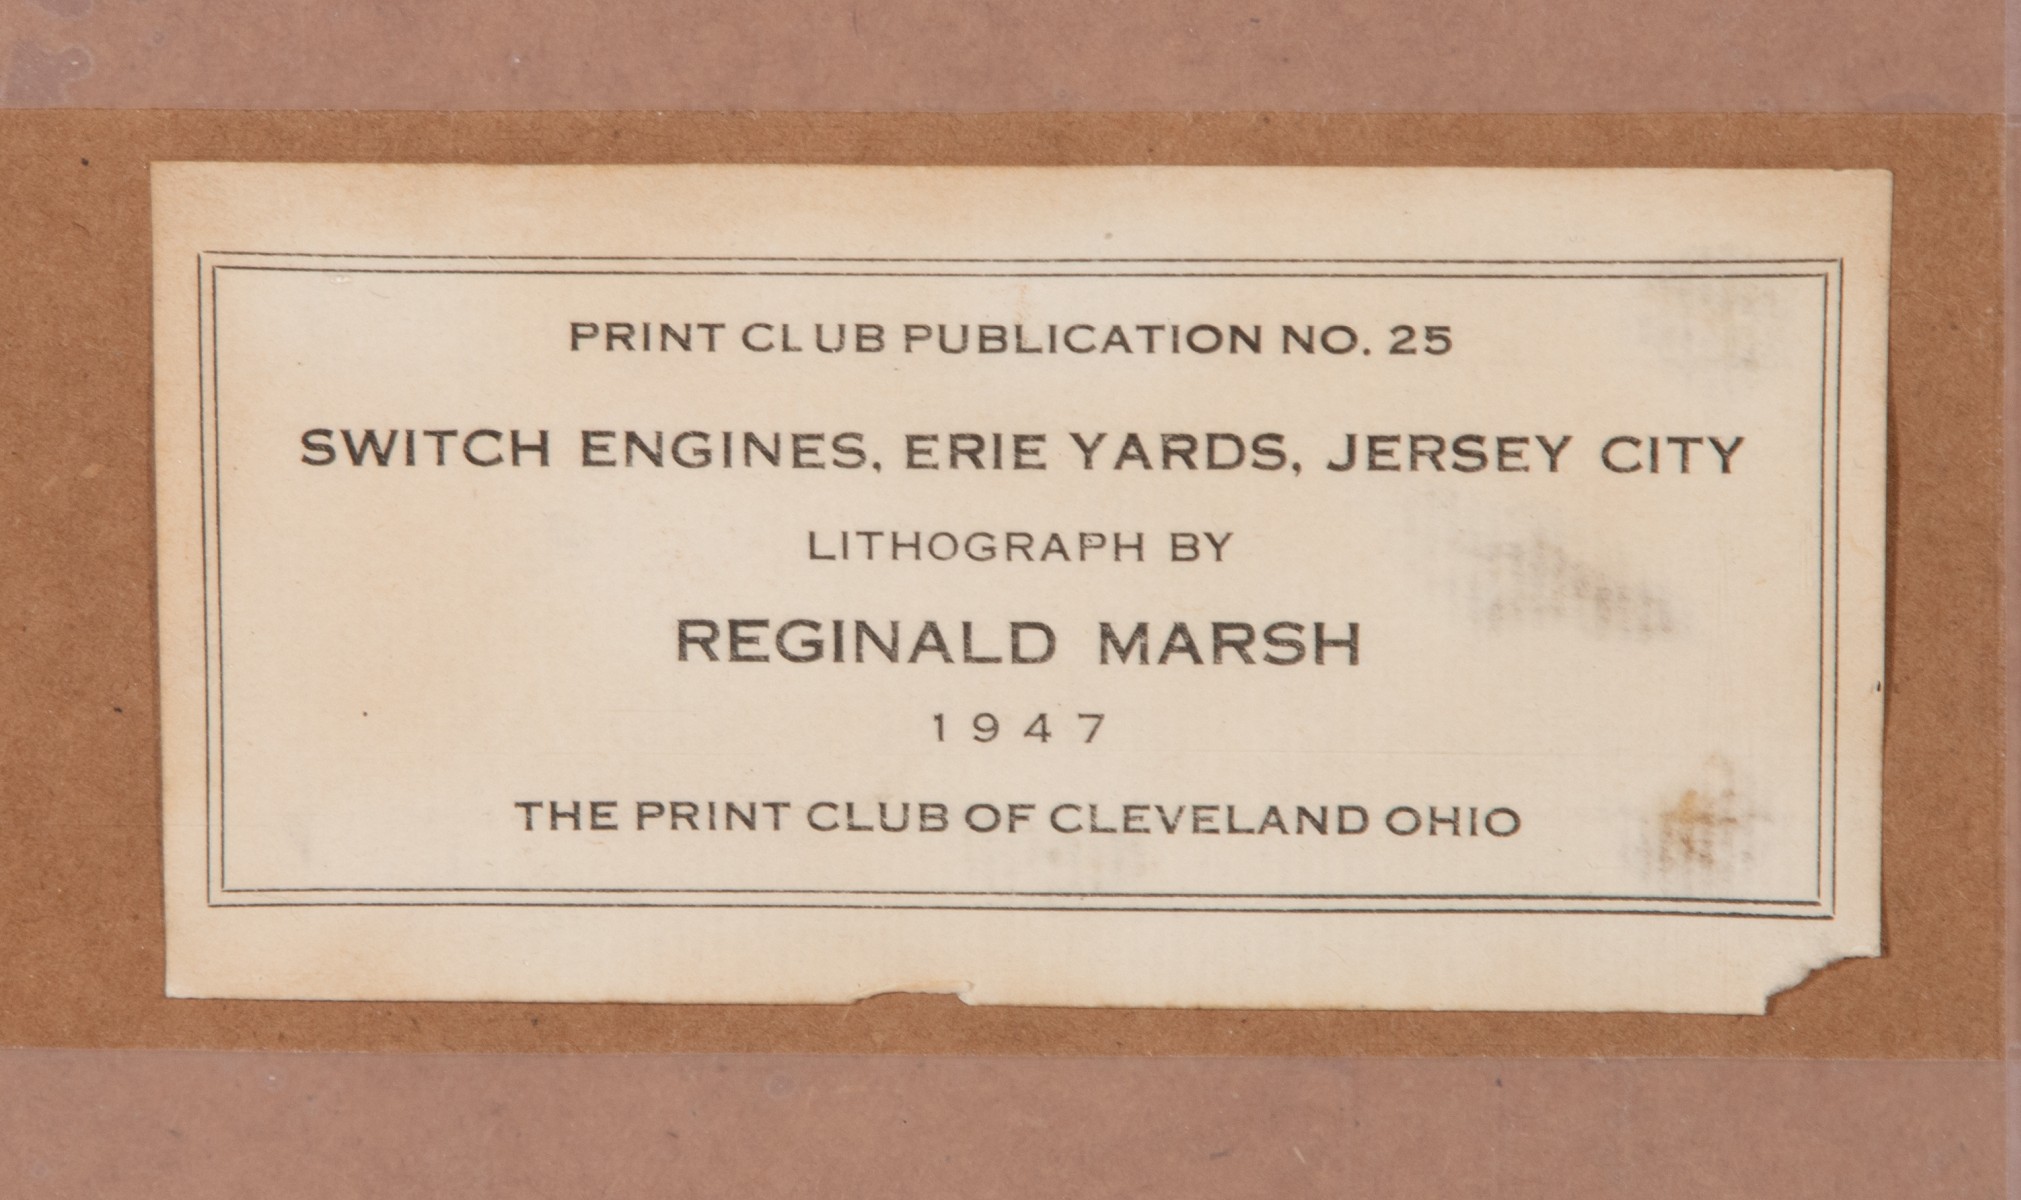 PRINT CLUB PUBLICATION NO. 25
SWITCH ENGINES, ERIE YARDS, JERSEY CITY
LITHOGRAPH BY
REGINALD MARSH
1947
THE PRINT CLUB OF CLEVELAND OHIO